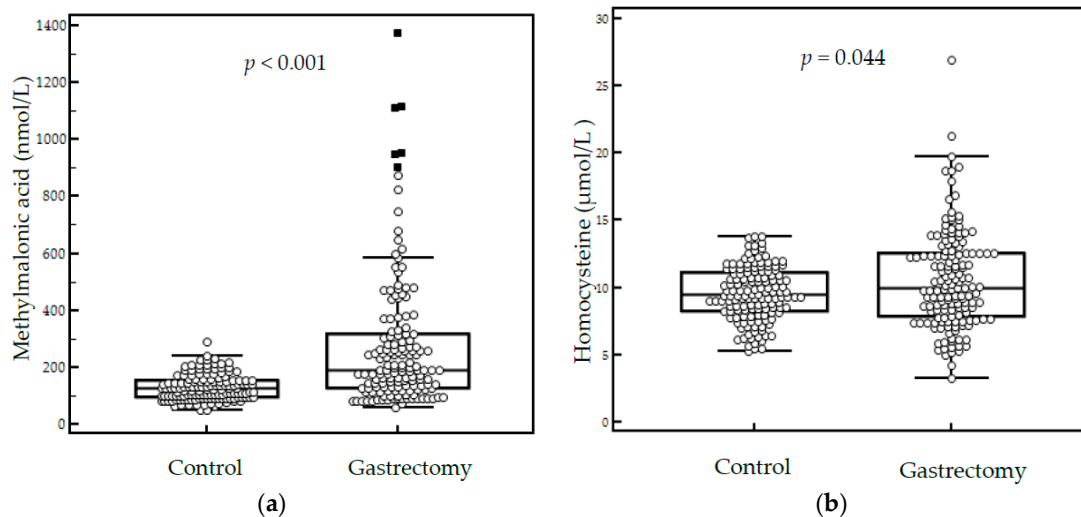 1400
1200
1000
800
600
400
200
0
Methylmalonic acid (nmol/L)
p < 0.001
Control
Gastrectomy
(a)
30
25
20
15
10
5
0
Homocysteine (µmol/L )
p = 0.044
Control
Gastrectomy
(b)